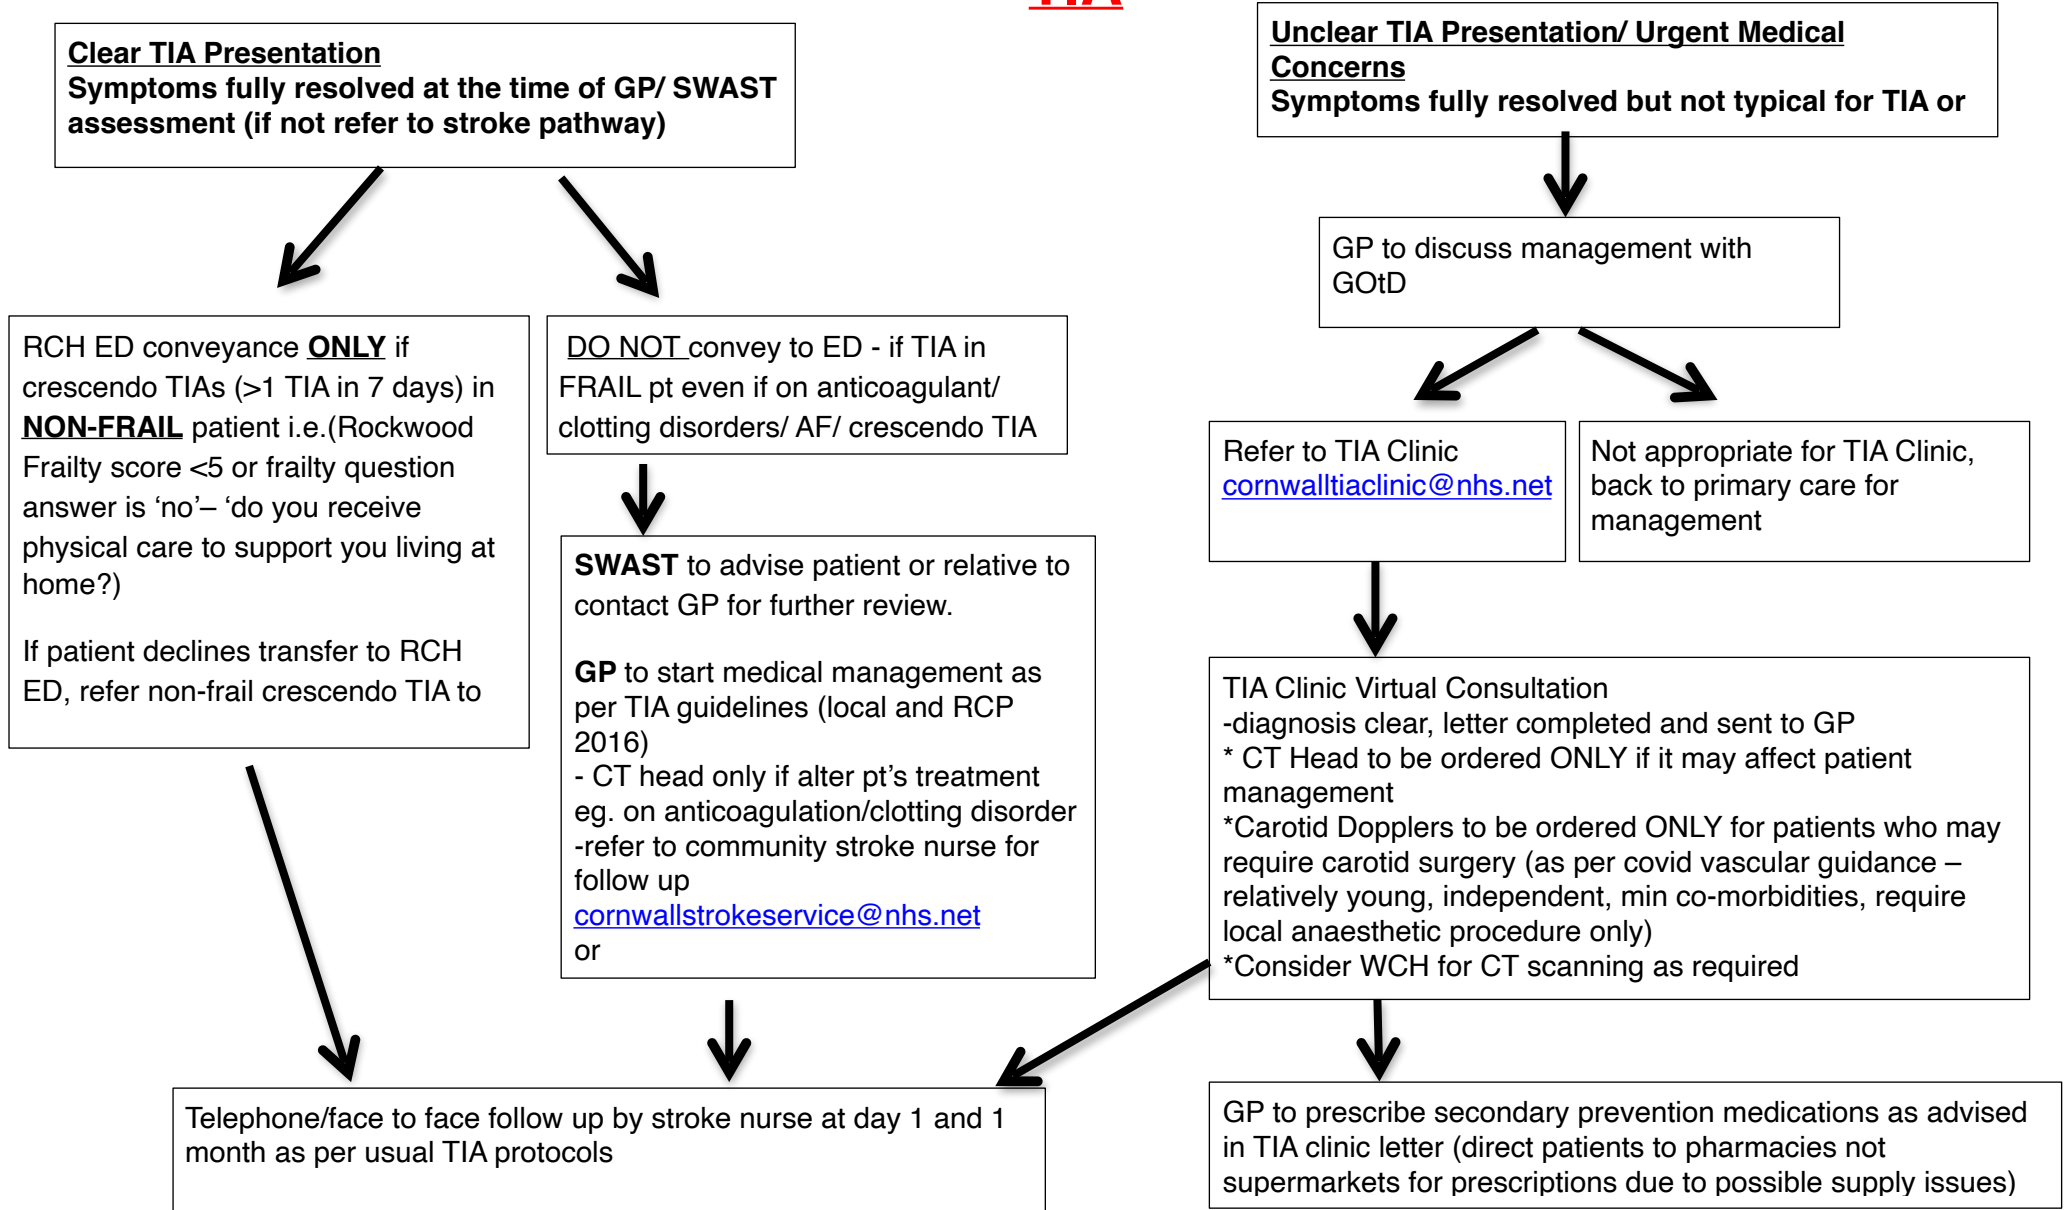 TIA
Clear TIA Presentation
Symptoms fully resolved at the time of GP/ SWAST
assessment (if not refer to stroke pathway)
Unclear TIA Presentation/ Urgent Medical
Concerns
Symptoms fully resolved but not typical for TIA or
GP to discuss management with
GOtD
RCH ED conveyance ONLY if
crescendo TIAs (>1 TIA in 7 days) in
NON-FRAIL patient i.e.(Rockwood
Frailty score <5 or frailty question
answer is ‘no’– ‘do you receive
physical care to support you living at
home?)
If patient declines transfer to RCH
ED, refer non-frail crescendo TIA to
DO NOT convey to ED - if TIA in
FRAIL pt even if on anticoagulant/
clotting disorders/ AF/ crescendo TIA
SWAST to advise patient or relative to
contact GP for further review.
GP to start medical management as
per TIA guidelines (local and RCP
2016)
- CT head only if alter pt’s treatment
eg. on anticoagulation/clotting disorder
-refer to community stroke nurse for
follow up
cornwallstrokeservice@nhs.net
or
Refer to TIA Clinic
cornwalltiaclinic@nhs.net
Not appropriate for TIA Clinic,
back to primary care for
management
TIA Clinic Virtual Consultation
-diagnosis clear, letter completed and sent to GP
* CT Head to be ordered ONLY if it may affect patient
management
*Carotid Dopplers to be ordered ONLY for patients who may
require carotid surgery (as per covid vascular guidance –
relatively young, independent, min co-morbidities, require
local anaesthetic procedure only)
*Consider WCH for CT scanning as required
Telephone/face to face follow up by stroke nurse at day 1 and 1
month as per usual TIA protocols
GP to prescribe secondary prevention medications as advised
in TIA clinic letter (direct patients to pharmacies not
supermarkets for prescriptions due to possible supply issues)